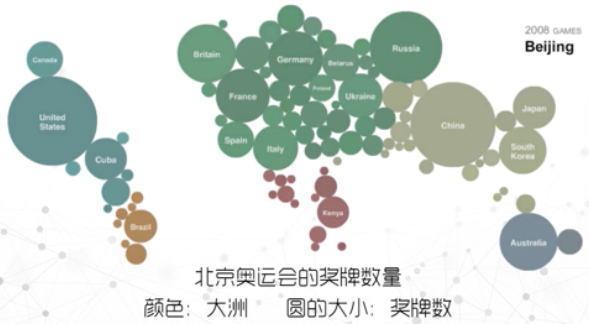 2008 GAMES
Beijing
Canada
United
States
Cuba
Brazil
Britain
Germany
Belarus
Russia
France
Poland
Ukraine
Spain
Italy
Kenya
China
Japan
South
Korea
Australia
北京奥运会的奖牌数量
颜色：大洲 圆的大小：奖牌数